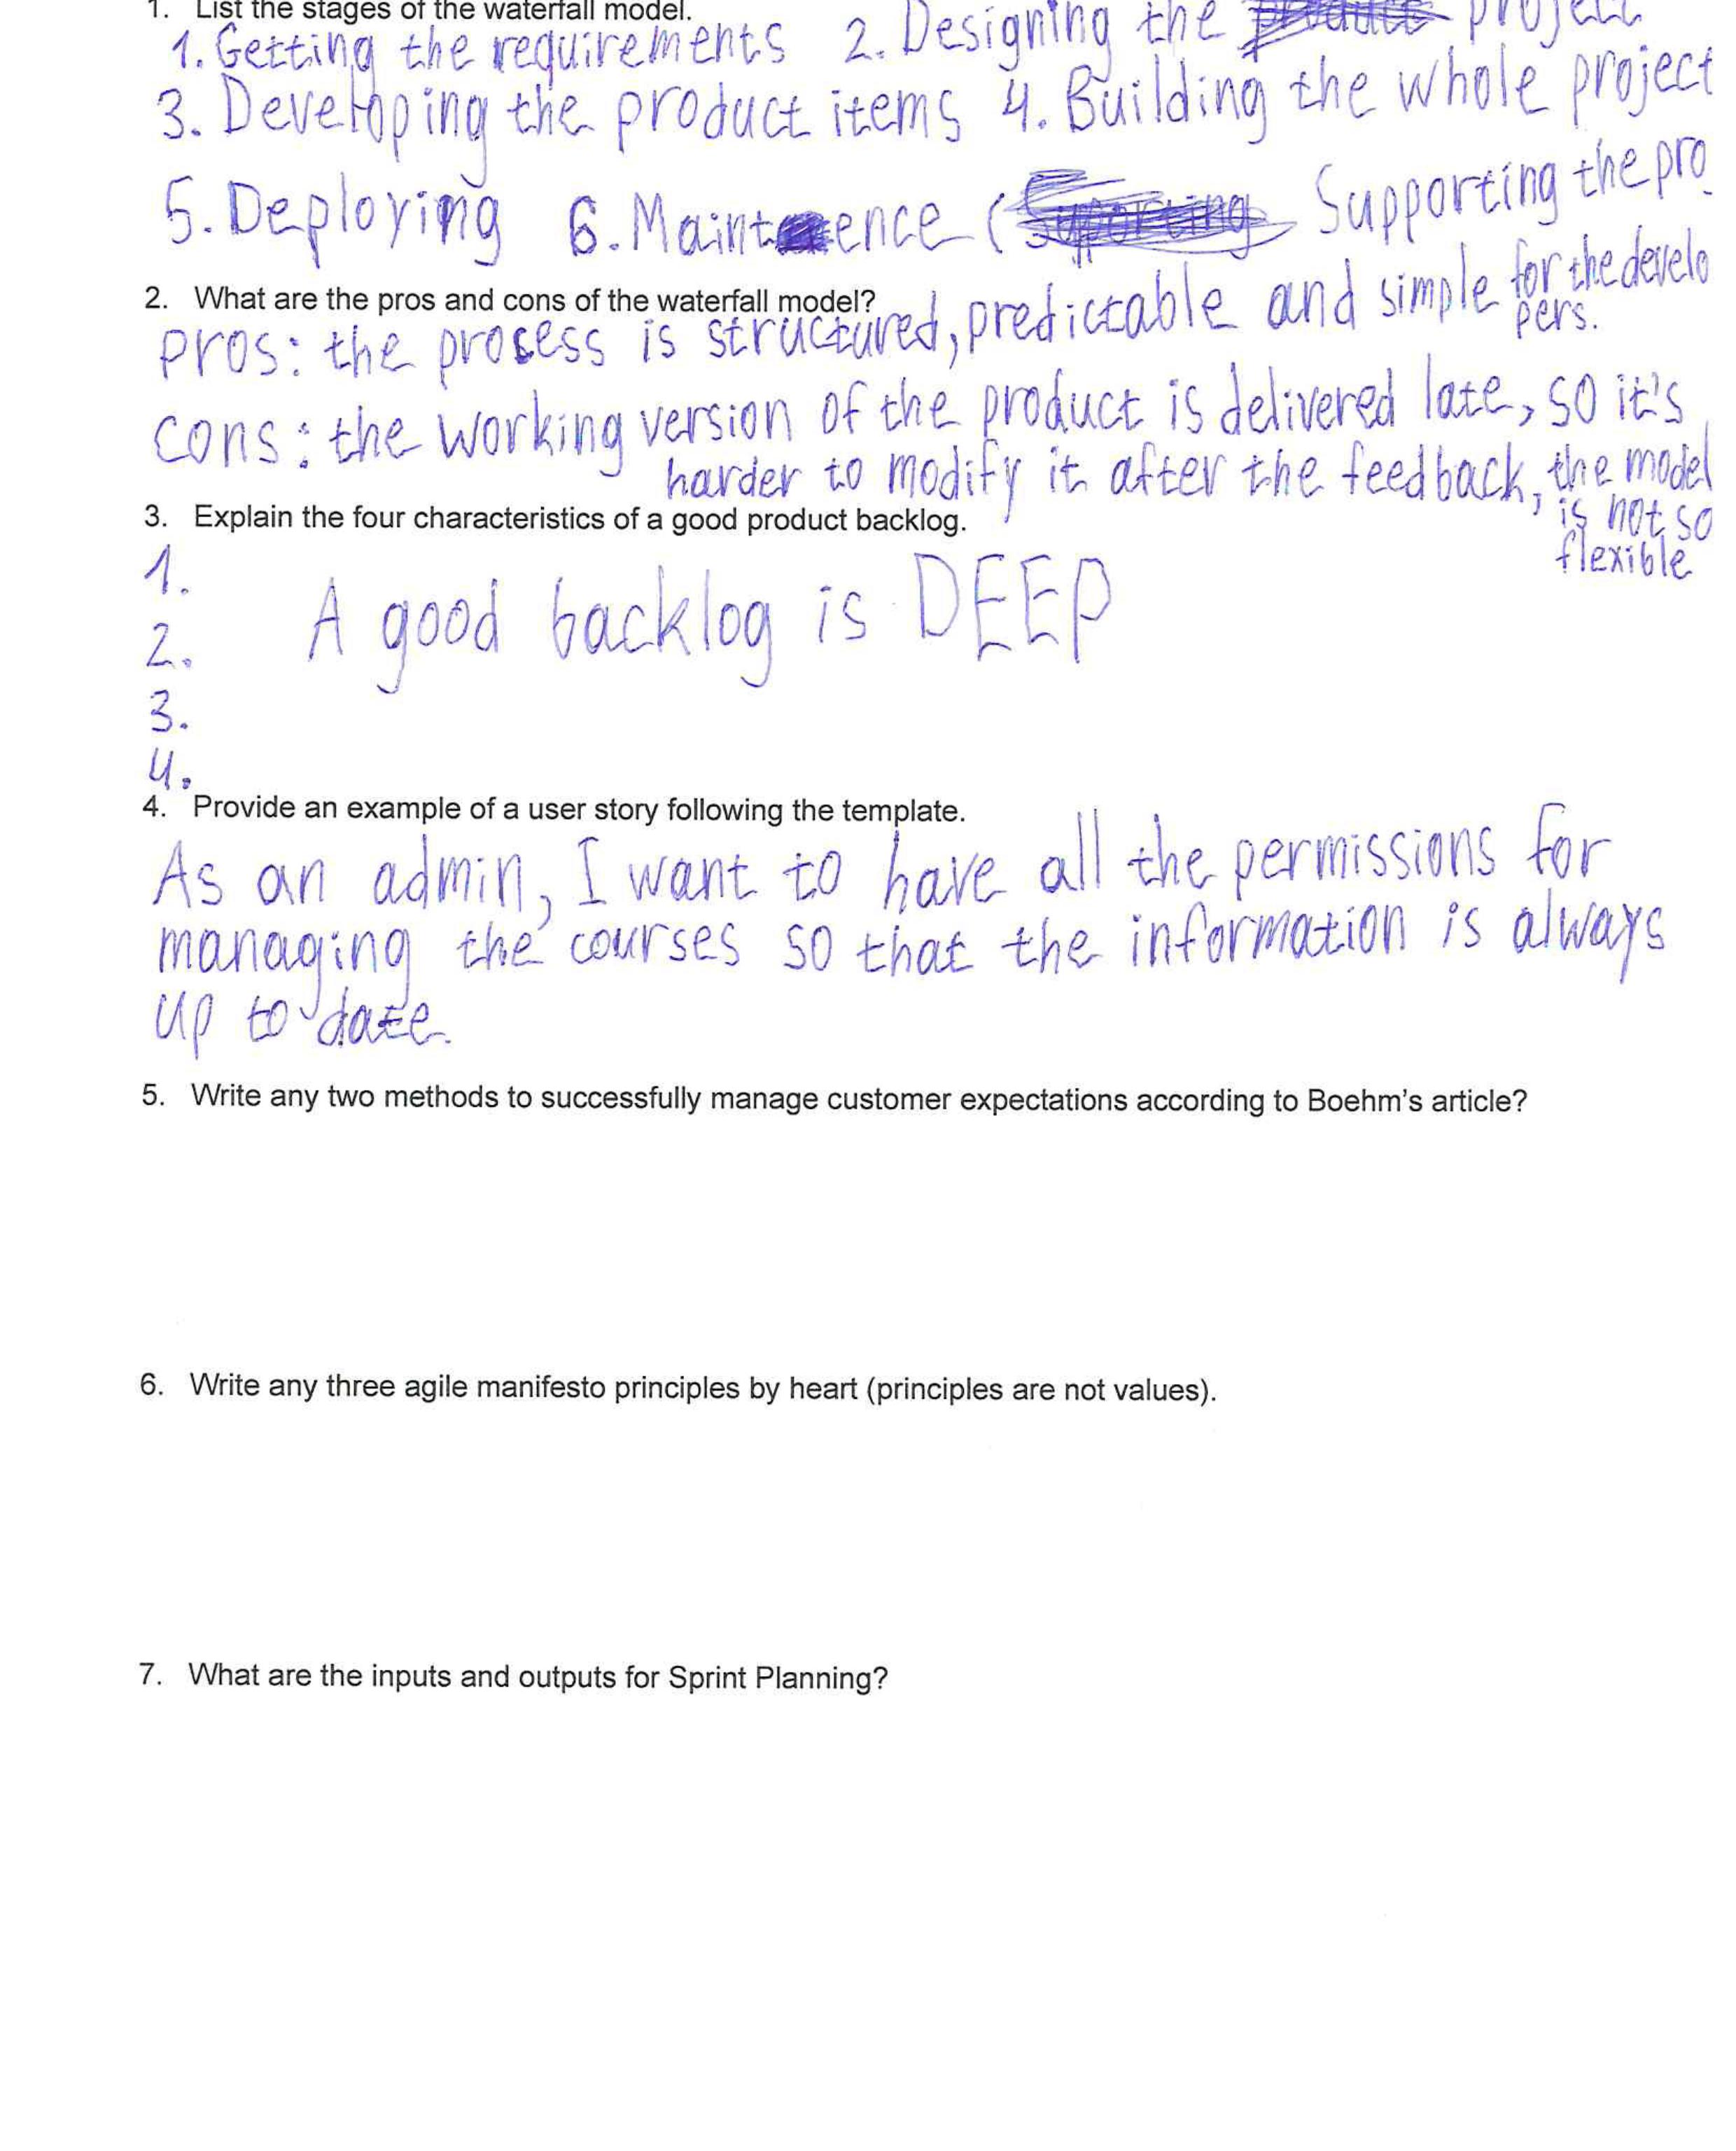 1. List the stages of the waterfall model.
1. Getting the requirements 2. Designing the product project
3. Developing the product items 4. Building the whole project
5. Deploying 6. Maintenence ( Supporting the pro
2. What are the pros and cons of the waterfall model?
pros: the process is structured, predictable and simple for the develo
pers.
cons: the working version of the product is delivered late, so it's
harder to modify it after the feedback, the model
is not so
flexible
3. Explain the four characteristics of a good product backlog.
1.
2. A good backlog is DEEP
3.
4.
4. Provide an example of a user story following the template.
As an admin, I want to have all the permissions for
managing the courses so that the information is always
up to date.
5. Write any two methods to successfully manage customer expectations according to Boehm's article?
6. Write any three agile manifesto principles by heart (principles are not values).
7. What are the inputs and outputs for Sprint Planning?